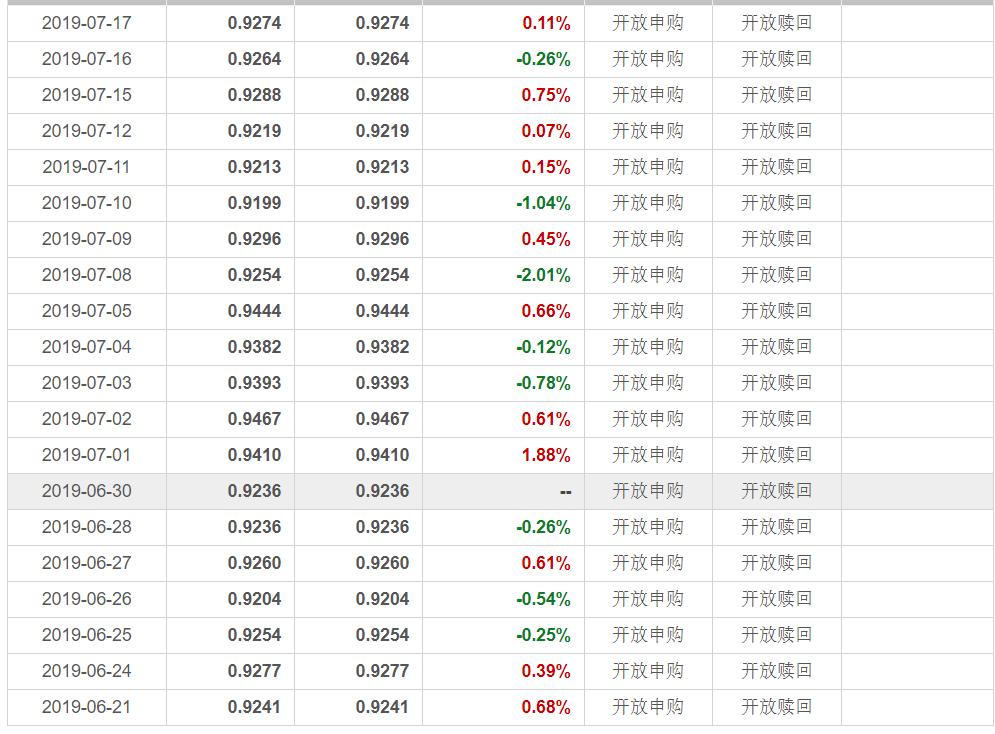 2019-07-17 0.9274 0.9274 0.11% 开放申购 开放赎回
2019-07-16 0.9264 0.9264 -0.26% 开放申购 开放赎回
2019-07-15 0.9288 0.9288 0.75% 开放申购 开放赎回
2019-07-12 0.9219 0.9219 0.07% 开放申购 开放赎回
2019-07-11 0.9213 0.9213 0.15% 开放申购 开放赎回
2019-07-10 0.9199 0.9199 -1.04% 开放申购 开放赎回
2019-07-09 0.9296 0.9296 0.45% 开放申购 开放赎回
2019-07-08 0.9254 0.9254 -2.01% 开放申购 开放赎回
2019-07-05 0.9444 0.9444 0.66% 开放申购 开放赎回
2019-07-04 0.9382 0.9382 -0.12% 开放申购 开放赎回
2019-07-03 0.9393 0.9393 -0.78% 开放申购 开放赎回
2019-07-02 0.9467 0.9467 0.61% 开放申购 开放赎回
2019-07-01 0.9410 0.9410 1.88% 开放申购 开放赎回
2019-06-30 0.9236 0.9236 -- 开放申购 开放赎回
2019-06-28 0.9236 0.9236 -0.26% 开放申购 开放赎回
2019-06-27 0.9260 0.9260 0.61% 开放申购 开放赎回
2019-06-26 0.9204 0.9204 -0.54% 开放申购 开放赎回
2019-06-25 0.9254 0.9254 -0.25% 开放申购 开放赎回
2019-06-24 0.9277 0.9277 0.39% 开放申购 开放赎回
2019-06-21 0.9241 0.9241 0.68% 开放申购 开放赎回